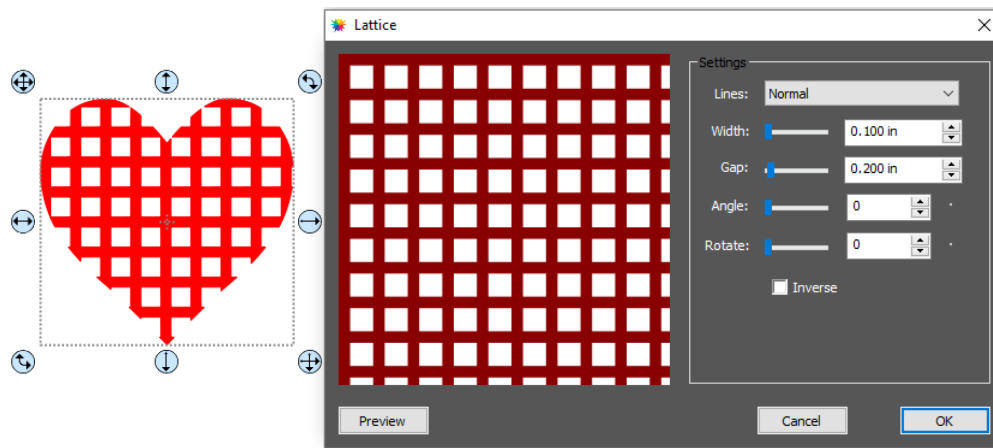 Lattice
Settings
Lines: Normal
Width: 0.100 in
Gap: 0.200 in
Angle: 0 °
Rotate: 0 °
Inverse
Preview Cancel OK